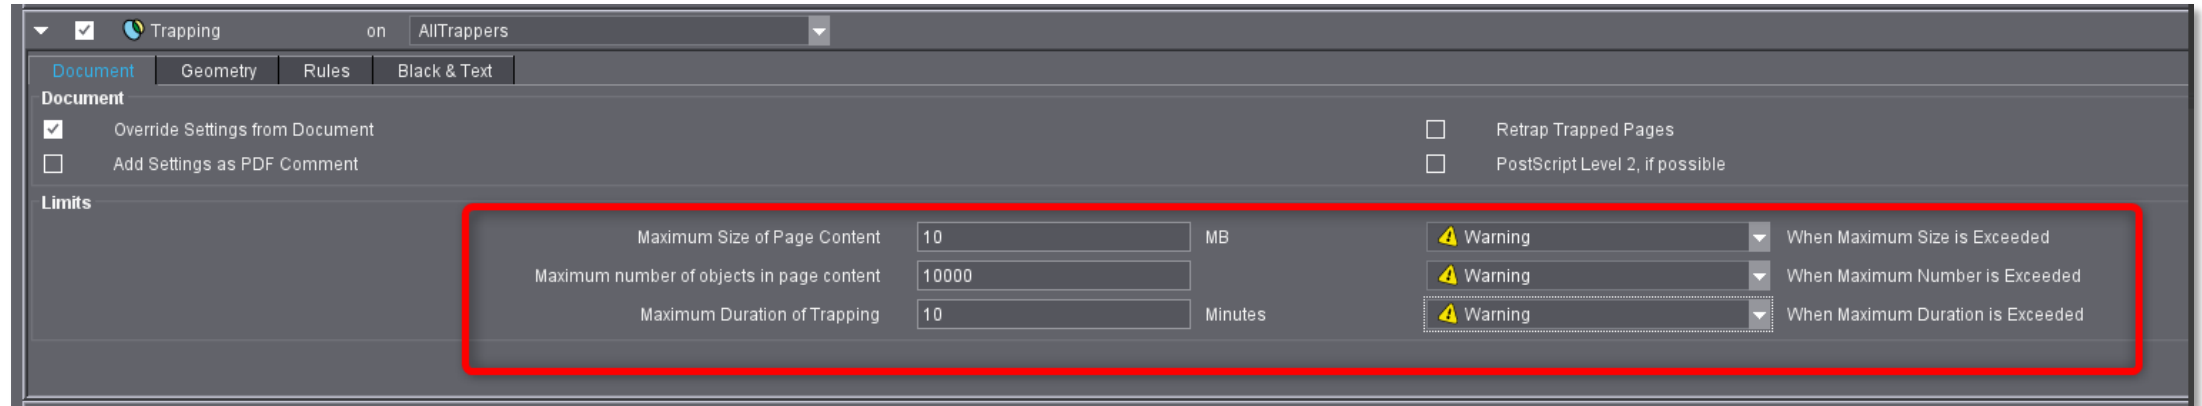 Trapping on AllTrappers
Document Geometry Rules Black & Text
Document
Override Settings from Document Retrap Trapped Pages
Add Settings as PDF Comment PostScript Level 2, if possible
Limits
Maximum Size of Page Content 10 MB Warning When Maximum Size is Exceeded
Maximum number of objects in page content 10000 Warning When Maximum Number is Exceeded
Maximum Duration of Trapping 10 Minutes Warning When Maximum Duration is Exceeded